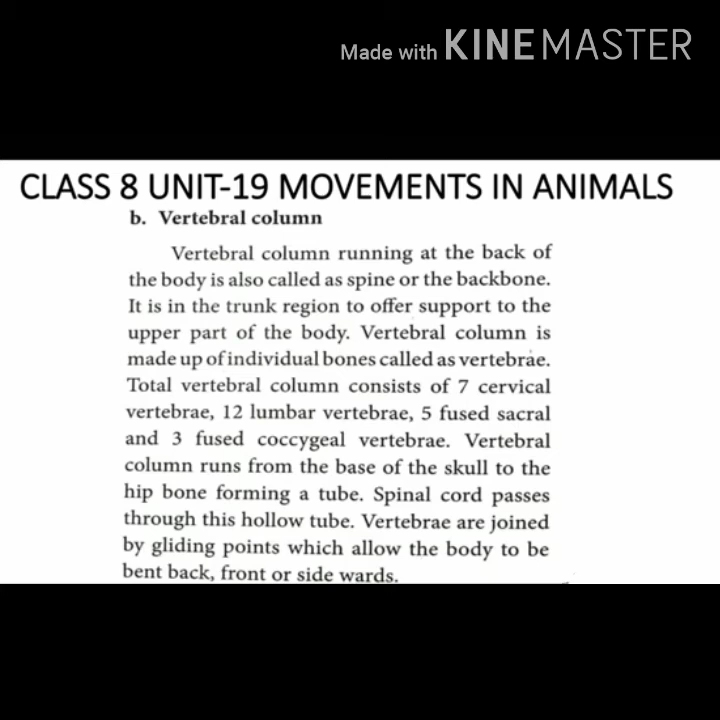 Made with KINEMASTER
CLASS 8 UNIT-19 MOVEMENTS IN ANIMALS
b. Vertebral column
Vertebral column running at the back of
the body is also called as spine or the backbone.
It is in the trunk region to offer support to the
upper part of the body. Vertebral column is
made up of individual bones called as vertebrae.
Total vertebral column consists of 7 cervical
vertebrae, 12 lumbar vertebrae, 5 fused sacral
and 3 fused coccygeal vertebrae. Vertebral
column runs from the base of the skull to the
hip bone forming a tube. Spinal cord passes
through this hollow tube. Vertebrae are joined
by gliding points which allow the body to be
bent back, front or side wards.